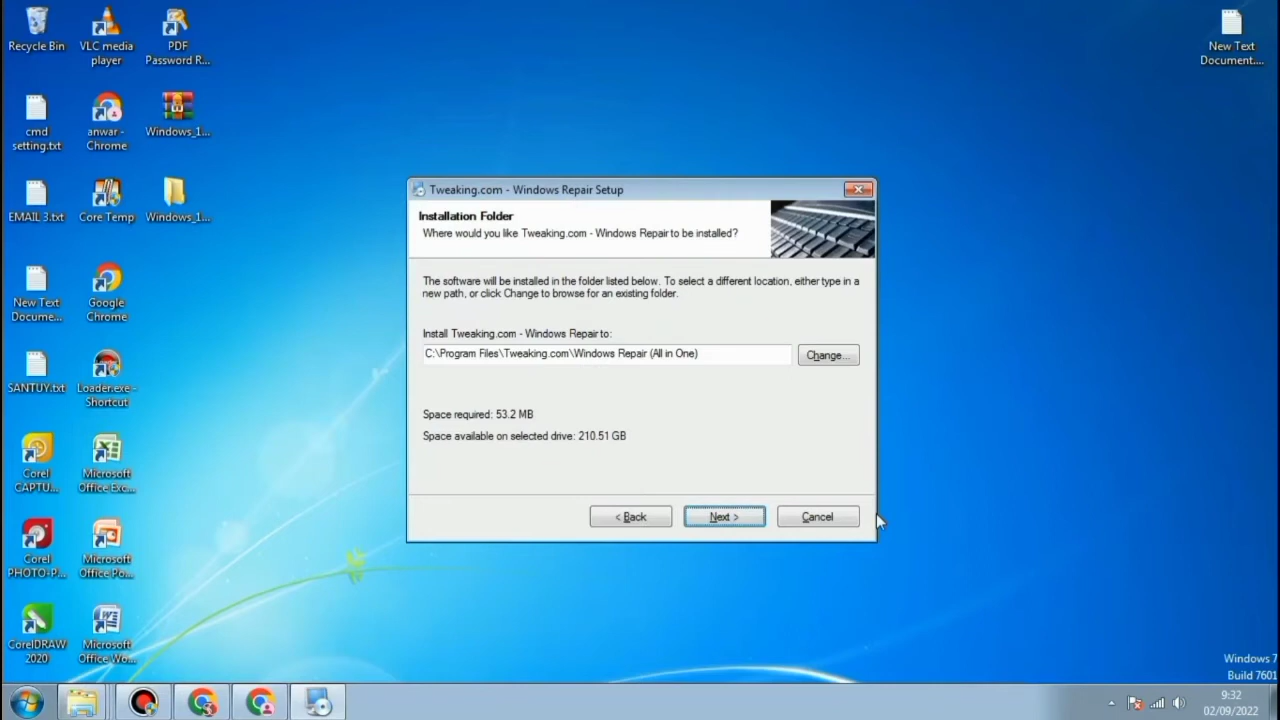 Recycle Bin
VLC media
player
PDF
Password R...
New Text
Document....
cmd
setting.txt
anwar -
Chrome
Windows_1...
EMAIL 3.txt
Core Temp
Windows_1...
New Text
Docume...
Google
Chrome
SANTUY.txt
Loader.exe -
Shortcut
Corel
CAPTU...
Microsoft
Office Exc...
Corel
PHOTO-P...
Microsoft
Office Po...
CorelDRAW
2020
Microsoft
Office Wo...
Tweaking.com - Windows Repair Setup
Installation Folder
Where would you like Tweaking.com - Windows Repair to be installed?
The software will be installed in the folder listed below. To select a different location, either type in a
new path, or click Change to browse for an existing folder.
Install Tweaking.com - Windows Repair to:
C:\Program Files\Tweaking.com\Windows Repair (All in One)
Change...
Space required: 53.2 MB
Space available on selected drive: 210.51 GB
< Back
Next >
Cancel
Windows 7
Build 7601
9:32
02/09/2022